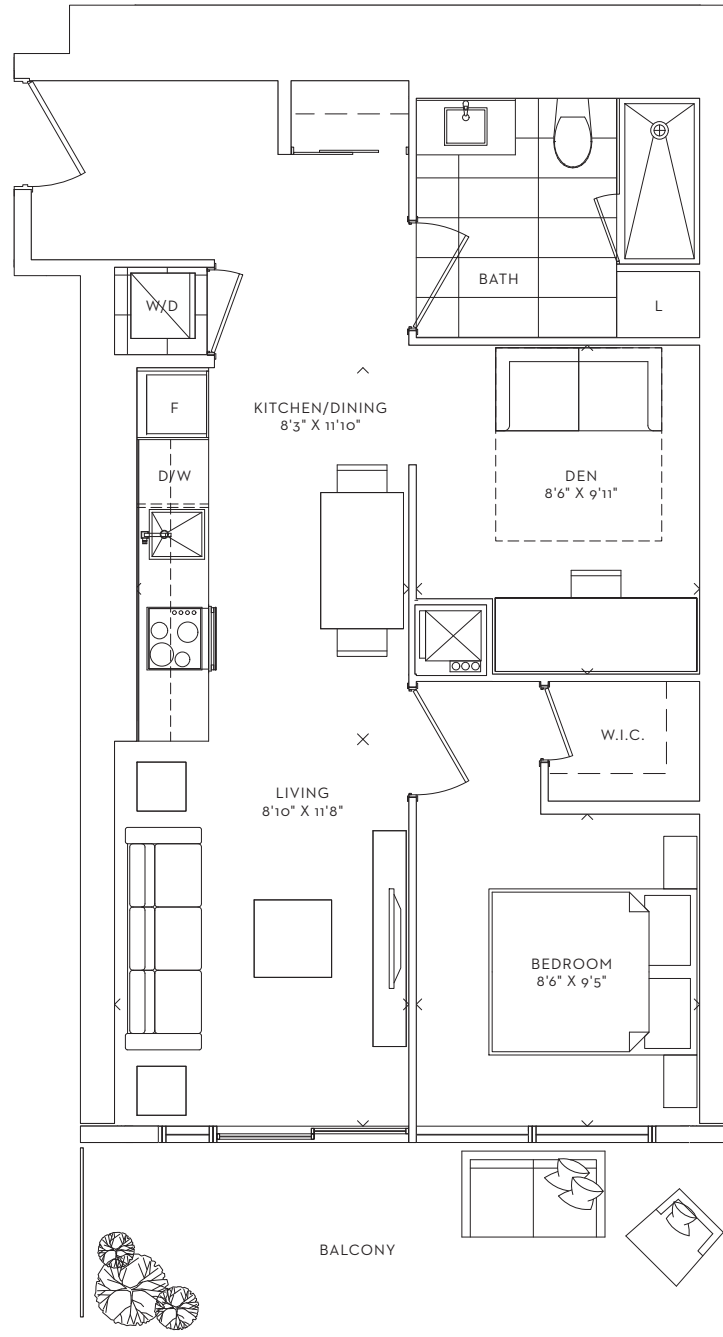 BATH
W/D
L
F
KITCHEN/DINING
8'3" X 11'10"
D/W
DEN
8'6" X 9'11"
W.I.C.
LIVING
8'10" X 11'8"
BEDROOM
8'6" X 9'5"
BALCONY